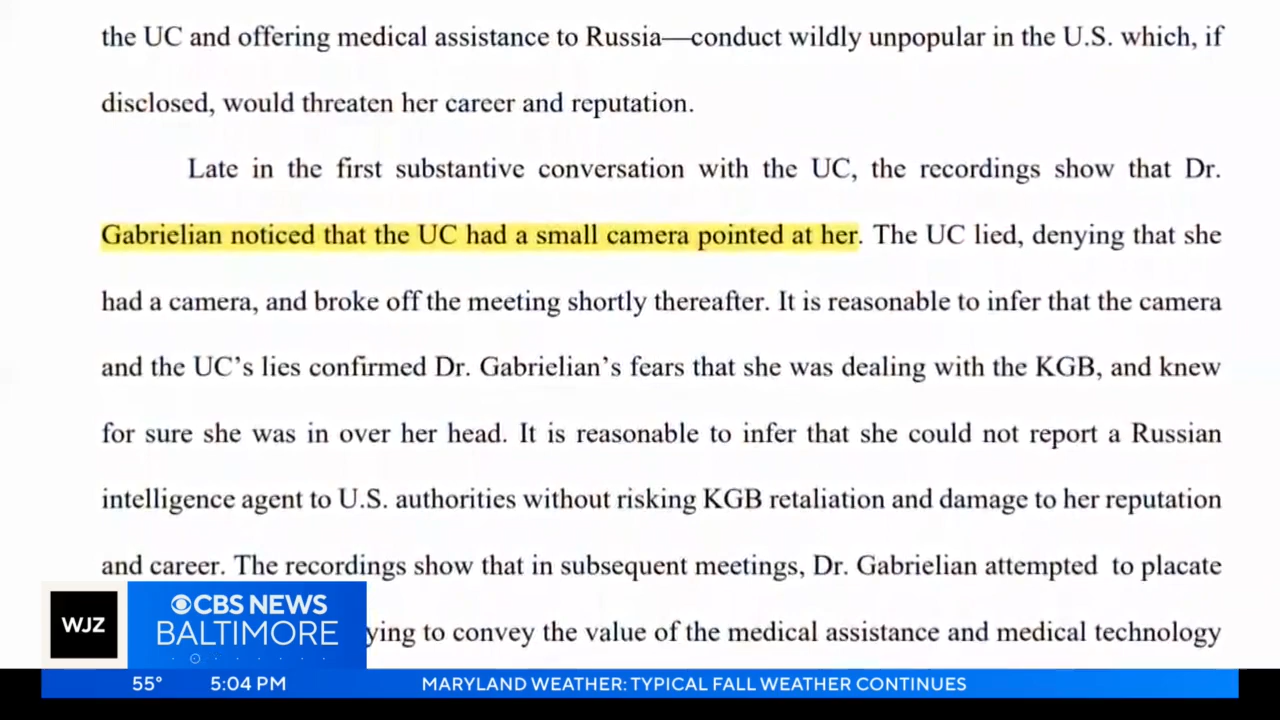 the UC and offering medical assistance to Russia—conduct wildly unpopular in the U.S. which, if
disclosed, would threaten her career and reputation.
Late in the first substantive conversation with the UC, the recordings show that Dr.
Gabrielian noticed that the UC had a small camera pointed at her. The UC lied, denying that she
had a camera, and broke off the meeting shortly thereafter. It is reasonable to infer that the camera
and the UC’s lies confirmed Dr. Gabrielian’s fears that she was dealing with the KGB, and knew
for sure she was in over her head. It is reasonable to infer that she could not report a Russian
intelligence agent to U.S. authorities without risking KGB retaliation and damage to her reputation
and career. The recordings show that in subsequent meetings, Dr. Gabrielian attempted to placate
ying to convey the value of the medical assistance and medical technology
WJZ
CBS NEWS
BALTIMORE
55° 5:04 PM MARYLAND WEATHER: TYPICAL FALL WEATHER CONTINUES